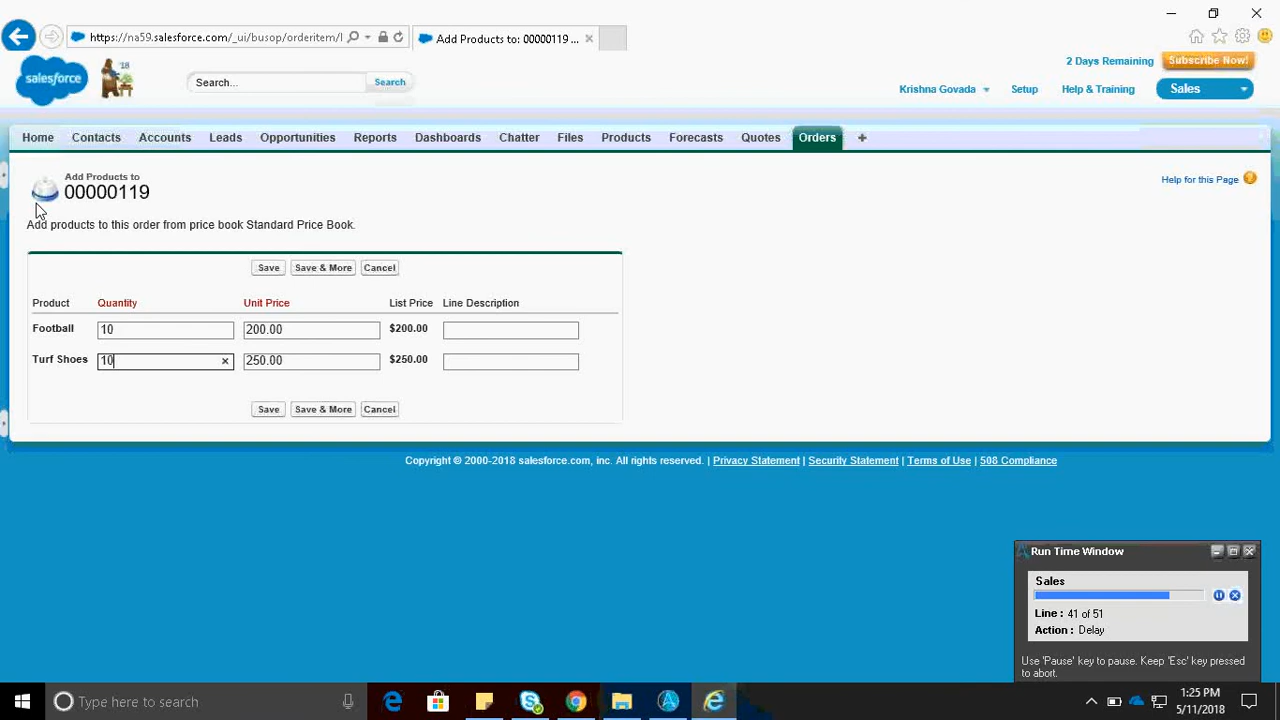 https://na59.salesforce.com/_ui/busop/orderitem/
Add Products to: 00000119 ...
salesforce
'18
Search...
Search
2 Days Remaining
Subscribe Now!
Krishna Govada
Setup
Help & Training
Sales
Home
Contacts
Accounts
Leads
Opportunities
Reports
Dashboards
Chatter
Files
Products
Forecasts
Quotes
Orders
+
Add Products to
00000119
Help for this Page
?
Add products to this order from price book Standard Price Book.
Save
Save & More
Cancel
Product
Quantity
Unit Price
List Price
Line Description
Football
10
200.00
$200.00
Turf Shoes
10
250.00
$250.00
Save
Save & More
Cancel
Copyright © 2000-2018 salesforce.com, inc. All rights reserved. | Privacy Statement | Security Statement | Terms of Use | 508 Compliance
Run Time Window
Sales
Line : 41 of 51
Action : Delay
Use 'Pause' key to pause. Keep 'Esc' key pressed
to abort.
Type here to search
1:25 PM
5/11/2018